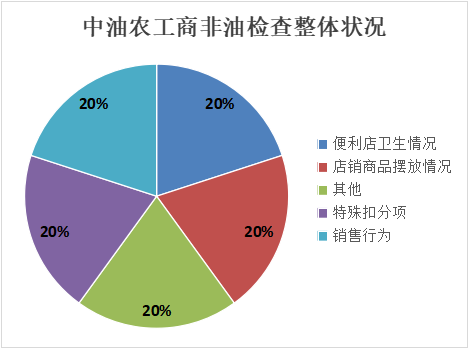 中油农工商非油检查整体状况
20%
20%
20%
20%
20%
便利店卫生情况
店销商品摆放情况
其他
特殊扣分项
销售行为